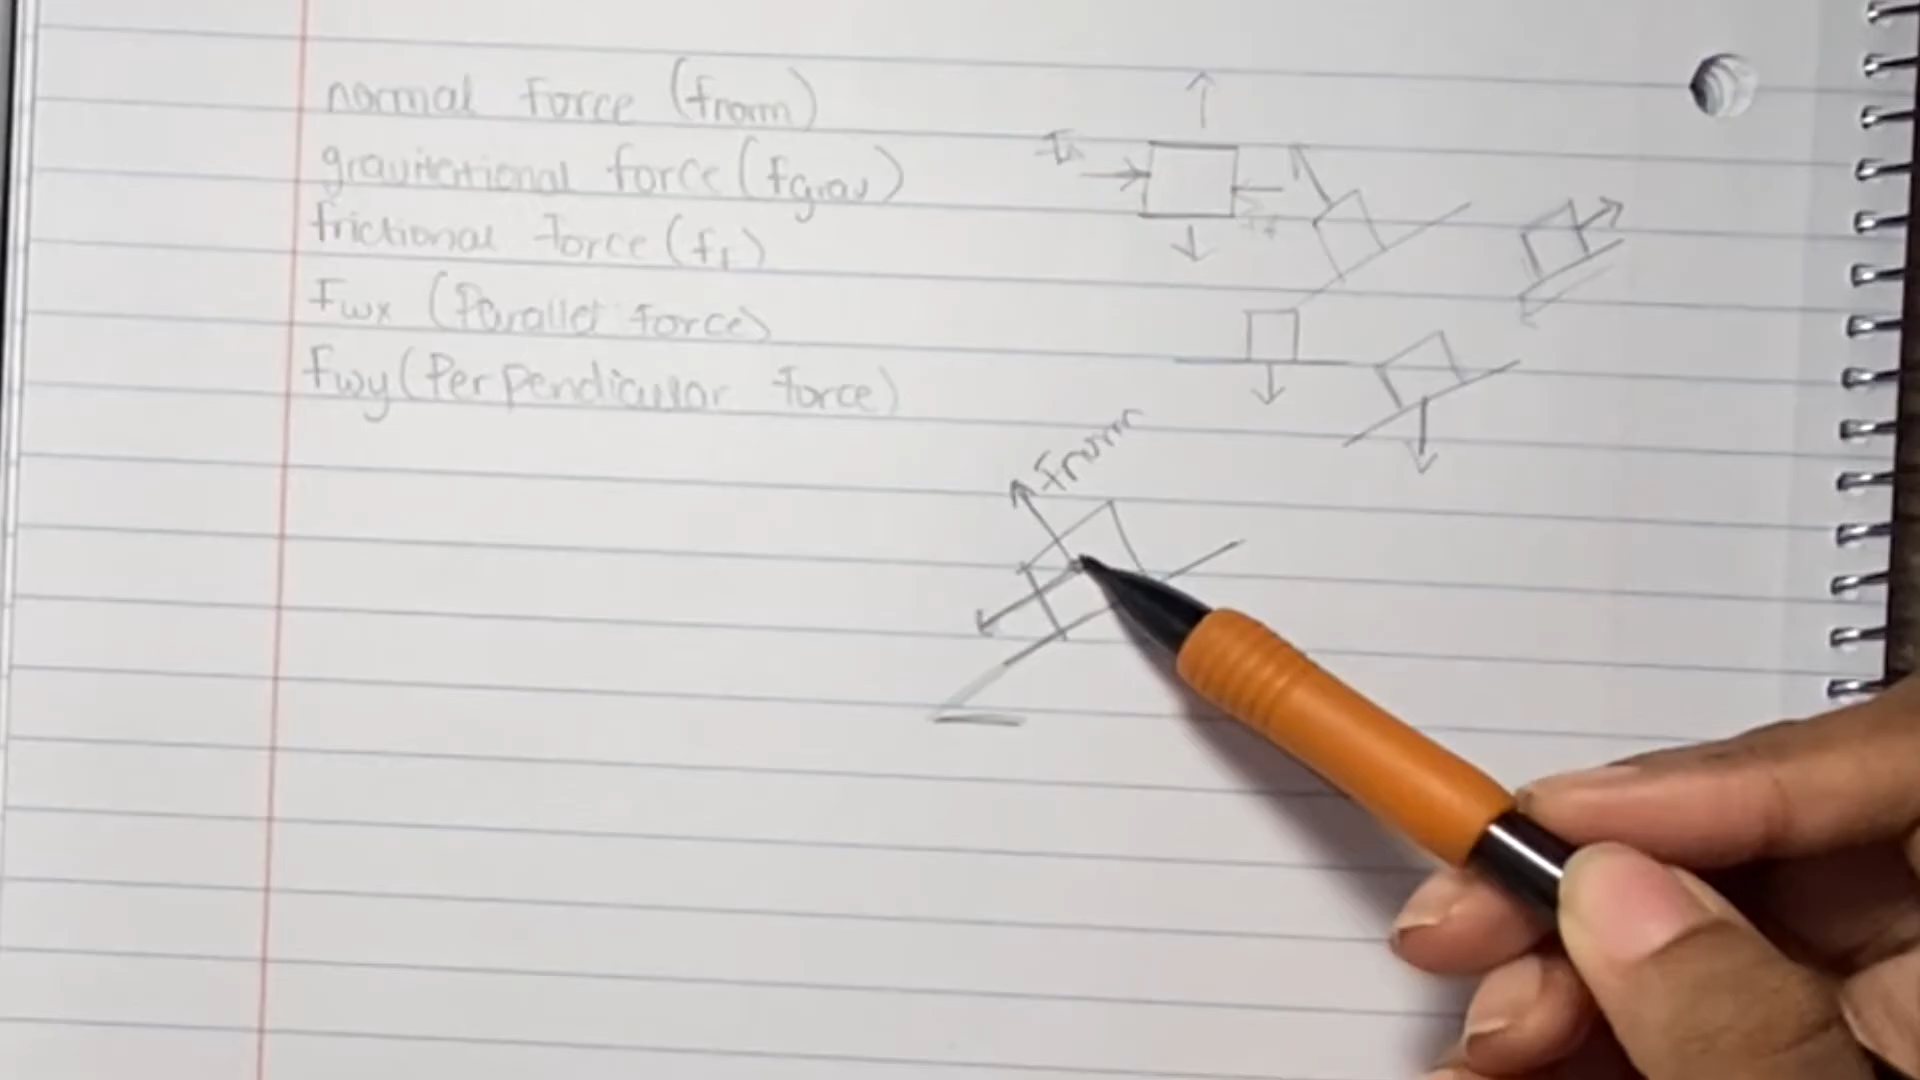 normal force (fnorm)
gravitational force (fgrav)
frictional force (ff)
Fwx (Parallel force)
Fwy (Perpendicular force)
Fnorm